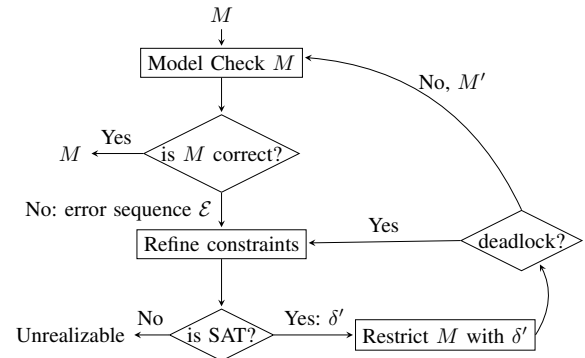 M
Model Check M
No, M′
Yes
M
is M correct?
No: error sequence ℰ
Yes
deadlock?
Refine constraints
No
Yes: δ′
Unrealizable
is SAT?
Restrict M with δ′